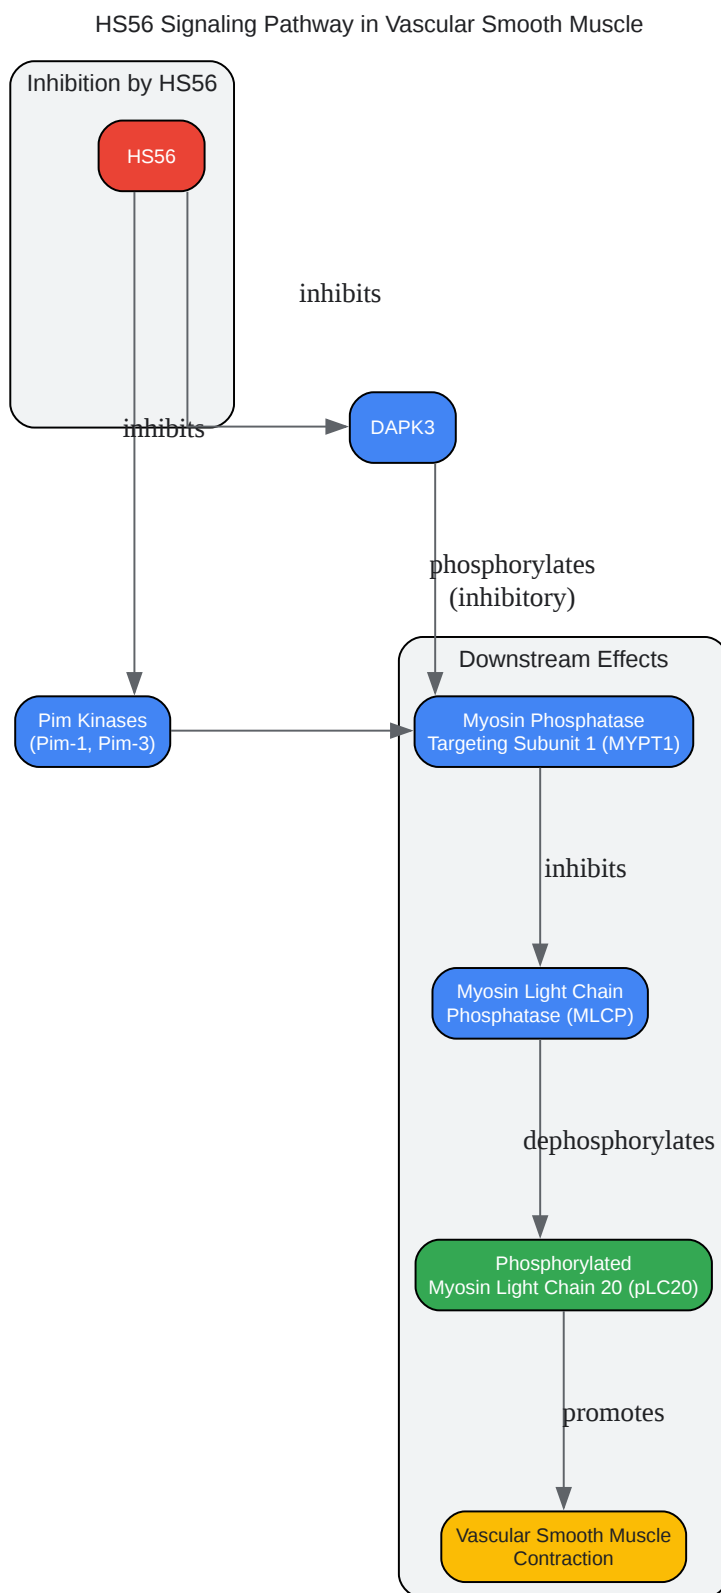 HS56 Signaling Pathway in Vascular Smooth Muscle
Inhibition by HS56
HS56
inhibits
inhibits
DAPK3
phosphorylates
(inhibitory)
Downstream Effects
Pim Kinases
(Pim-1, Pim-3)
Myosin Phosphatase
Targeting Subunit 1 (MYPT1)
inhibits
Myosin Light Chain
Phosphatase (MLCP)
dephosphorylates
Phosphorylated
Myosin Light Chain 20 (pLC20)
promotes
Vascular Smooth Muscle
Contraction